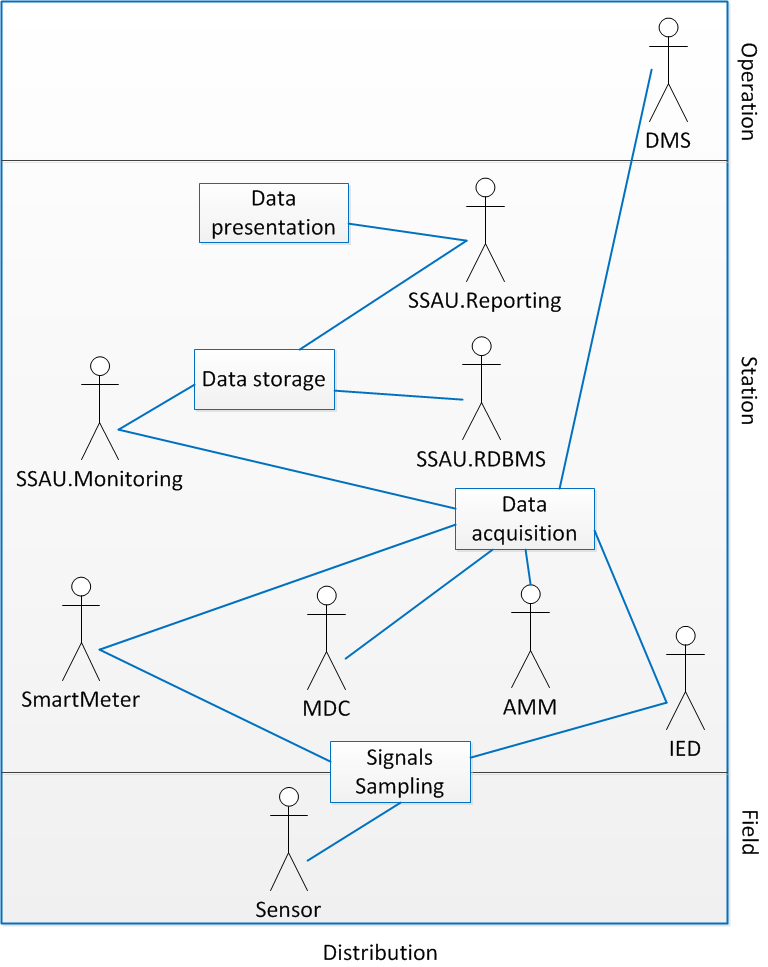 Operation
DMS
Data
presentation
SSAU.Reporting
Station
Data storage
SSAU.RDBMS
SSAU.Monitoring
Data
acquisition
SmartMeter
MDC
AMM
IED
Signals
Sampling
Field
Sensor
Distribution